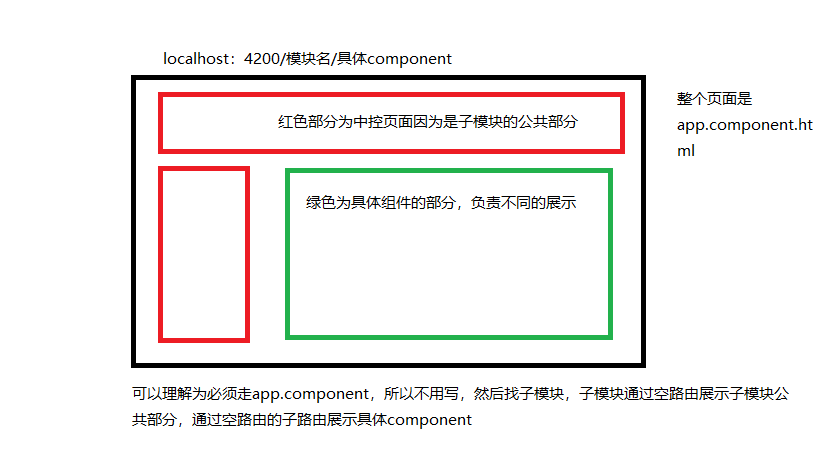 localhost：4200/模块名/具体component
红色部分为中控页面因为是子模块的公共部分
整个页面是
app.component.ht
ml
绿色为具体组件的部分，负责不同的展示
可以理解为必须走app.component，所以不用写，然后找子模块，子模块通过空路由展示子模块公
共部分，通过空路由的子路由展示具体component